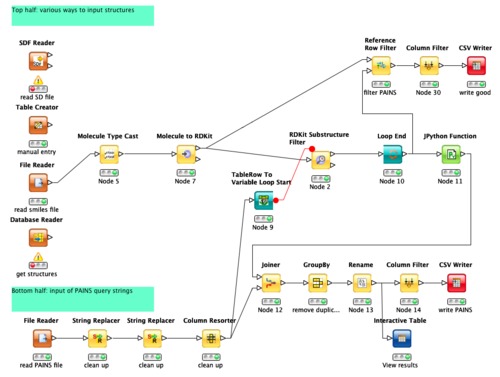 Top half: various ways to input structures
SDF Reader
read SD file
Table Creator
manual entry
File Reader
read smiles file
Database Reader
get structures
Molecule Type Cast
Node 5
Molecule to RDKit
Node 7
TableRow To
Variable Loop Start
Node 9
RDKit Substructure
Filter
Node 2
Reference
Row Filter
filter PAINS
Column Filter
Node 30
CSV Writer
write good
Loop End
Node 10
JPython Function
Node 11
Joiner
Node 12
GroupBy
remove duplic...
Rename
Node 13
Column Filter
Node 14
CSV Writer
write PAINS
Interactive Table
View results
Bottom half: input of PAINS query strings
File Reader
read PAINS file
String Replacer
clean up
String Replacer
clean up
Column Resorter
clean up